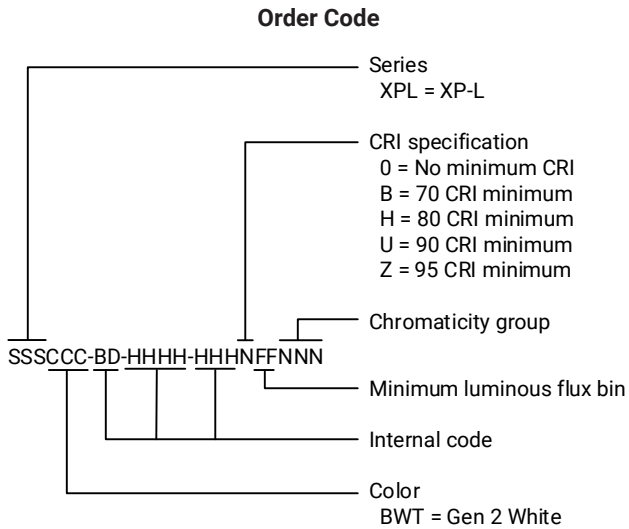 Order Code
Series
XPL = XP-L
CRI specification
0 = No minimum CRI
B = 70 CRI minimum
H = 80 CRI minimum
U = 90 CRI minimum
Z = 95 CRI minimum
Chromaticity group
SSSCCC-BD-HHHH-HHHNFFNNN
Minimum luminous flux bin
Internal code
Color
BWT = Gen 2 White